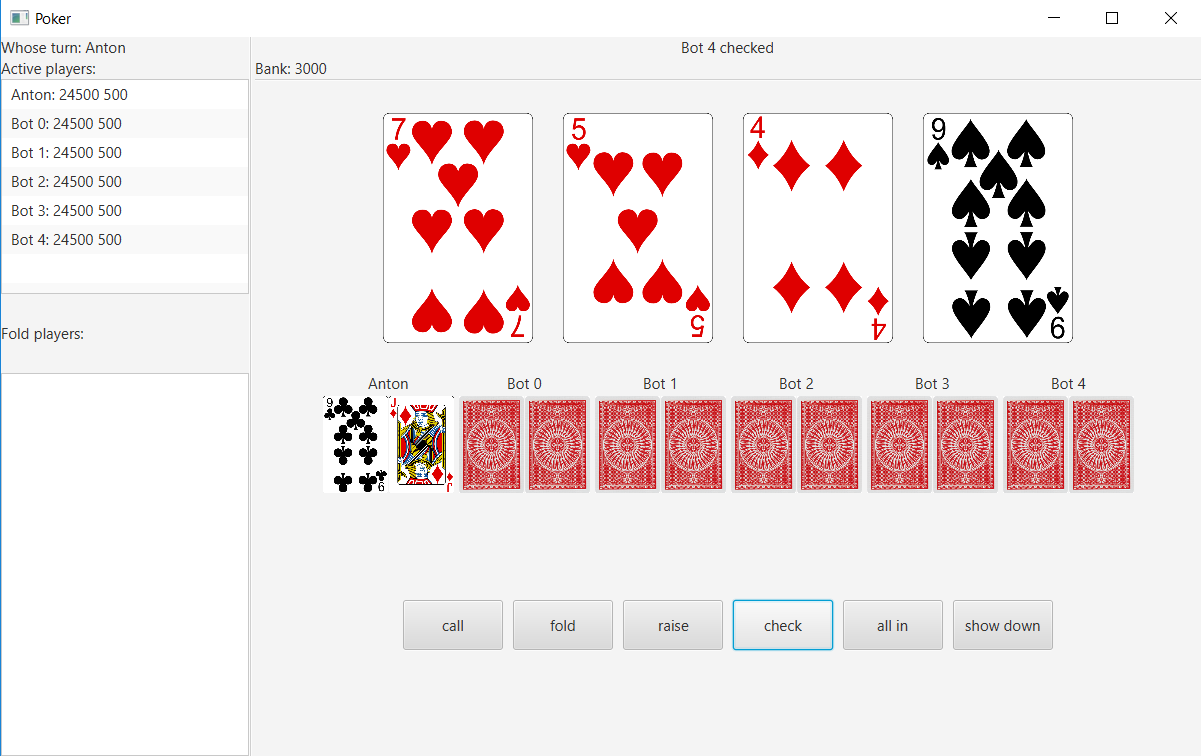 Poker
Whose turn: Anton
Bot 4 checked
Active players:
Bank: 3000
Anton: 24500 500
Bot 0: 24500 500
Bot 1: 24500 500
Bot 2: 24500 500
Bot 3: 24500 500
Bot 4: 24500 500
Fold players:
7 5 4 9
7 5 4 9
Anton Bot 0 Bot 1 Bot 2 Bot 3 Bot 4
9 J
9 J
call fold raise check all in show down